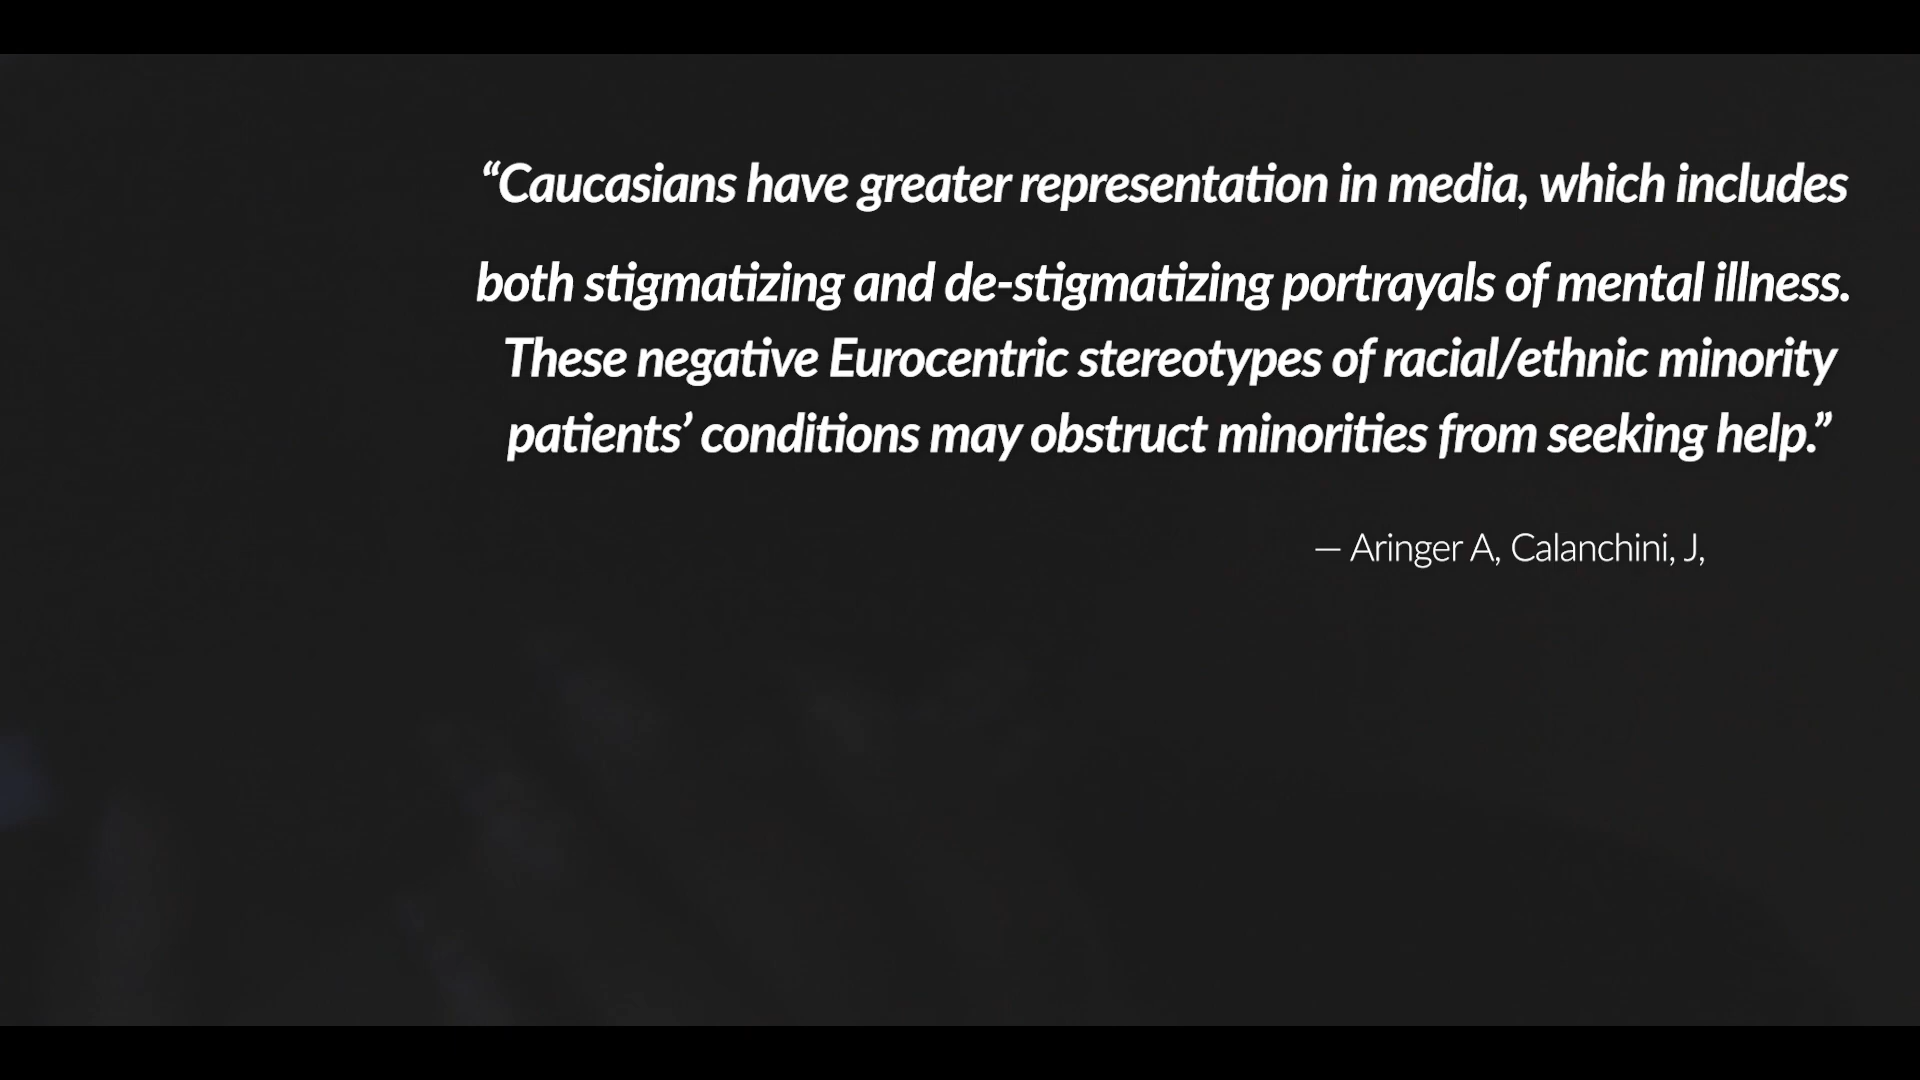 “Caucasians have greater representation in media, which includes
both stigmatizing and de-stigmatizing portrayals of mental illness.
These negative Eurocentric stereotypes of racial/ethnic minority
patients’ conditions may obstruct minorities from seeking help.”
— Aringer A, Calanchini, J,